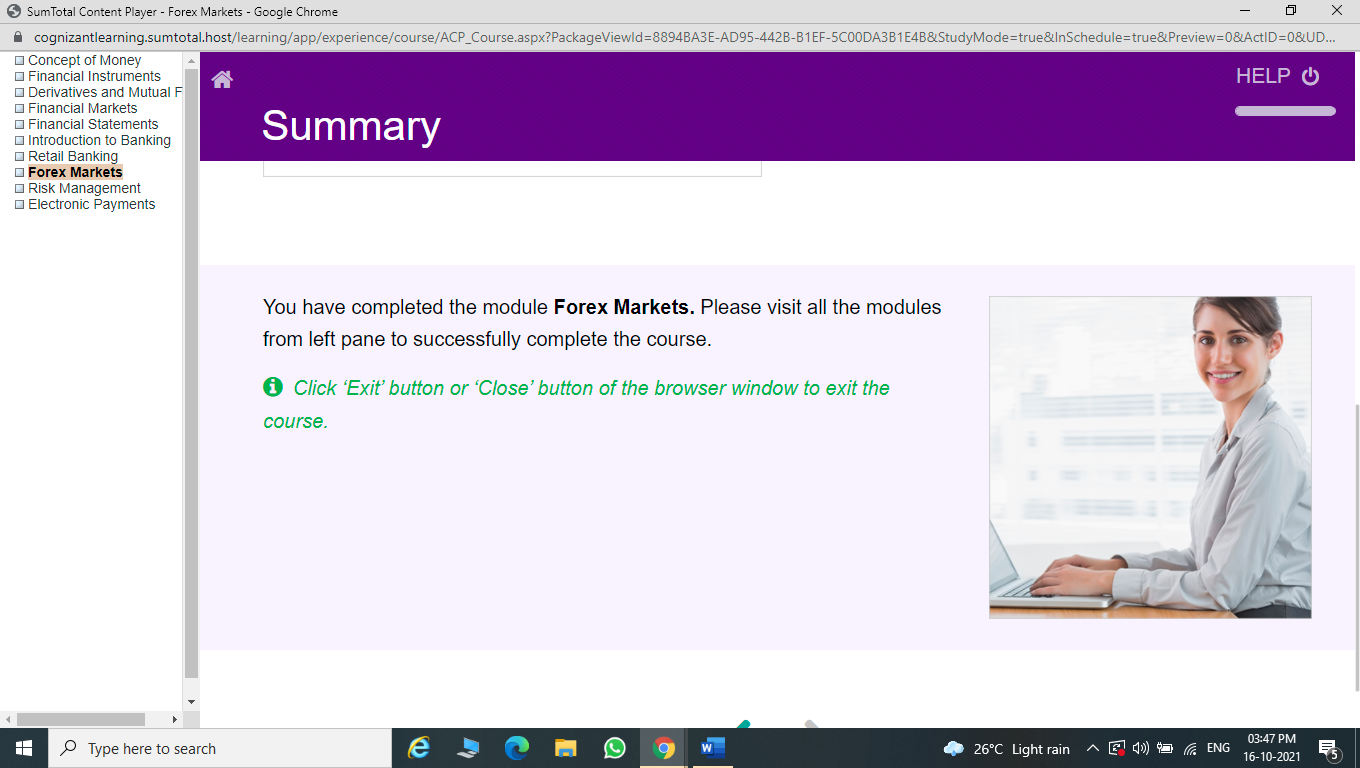 SumTotal Content Player - Forex Markets - Google Chrome
cognizantlearning.sumtotal.host/learning/app/experience/course/ACP_Course.aspx?PackageViewId=8894BA3E-AD95-442B-B1EF-5C00DA3B1E4B&StudyMode=true&InSchedule=true&Preview=0&ActID=0&UD...
Concept of Money
Financial Instruments
Derivatives and Mutual F
Financial Markets
Financial Statements
Introduction to Banking
Retail Banking
Forex Markets
Risk Management
Electronic Payments
HELP
Summary
You have completed the module Forex Markets. Please visit all the modules
from left pane to successfully complete the course.
Click ‘Exit’ button or ‘Close’ button of the browser window to exit the
course.
Type here to search
26°C Light rain
ENG
03:47 PM
16-10-2021
5